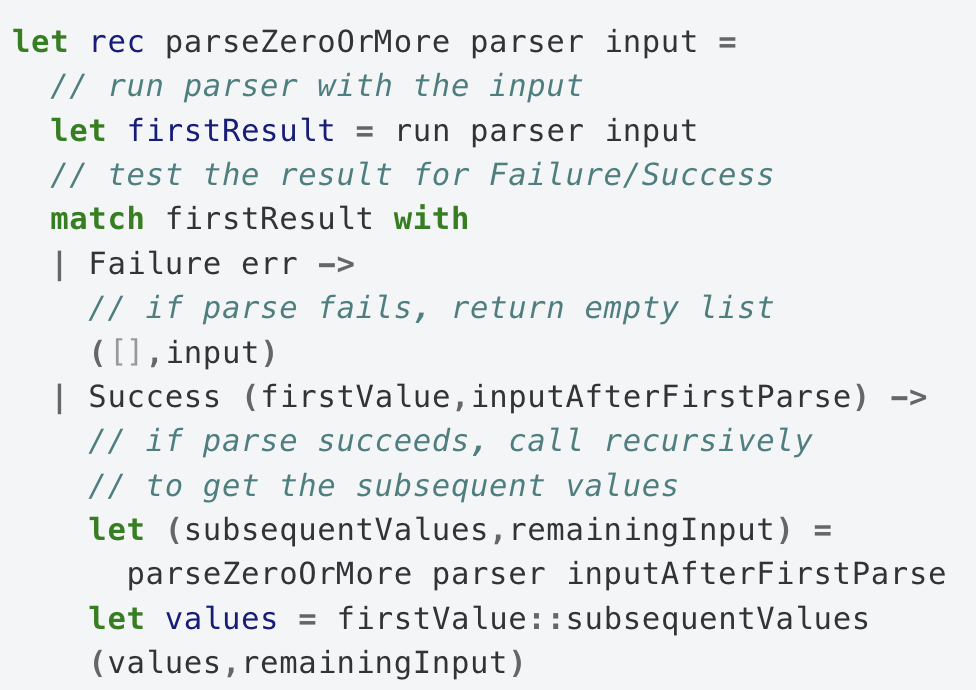 let rec parseZeroOrMore parser input =
  // run parser with the input
  let firstResult = run parser input
  // test the result for Failure/Success
  match firstResult with
  | Failure err ->
    // if parse fails, return empty list
    ([],input)
  | Success (firstValue,inputAfterFirstParse) ->
    // if parse succeeds, call recursively
    // to get the subsequent values
    let (subsequentValues,remainingInput) =
      parseZeroOrMore parser inputAfterFirstParse
    let values = firstValue::subsequentValues
    (values,remainingInput)